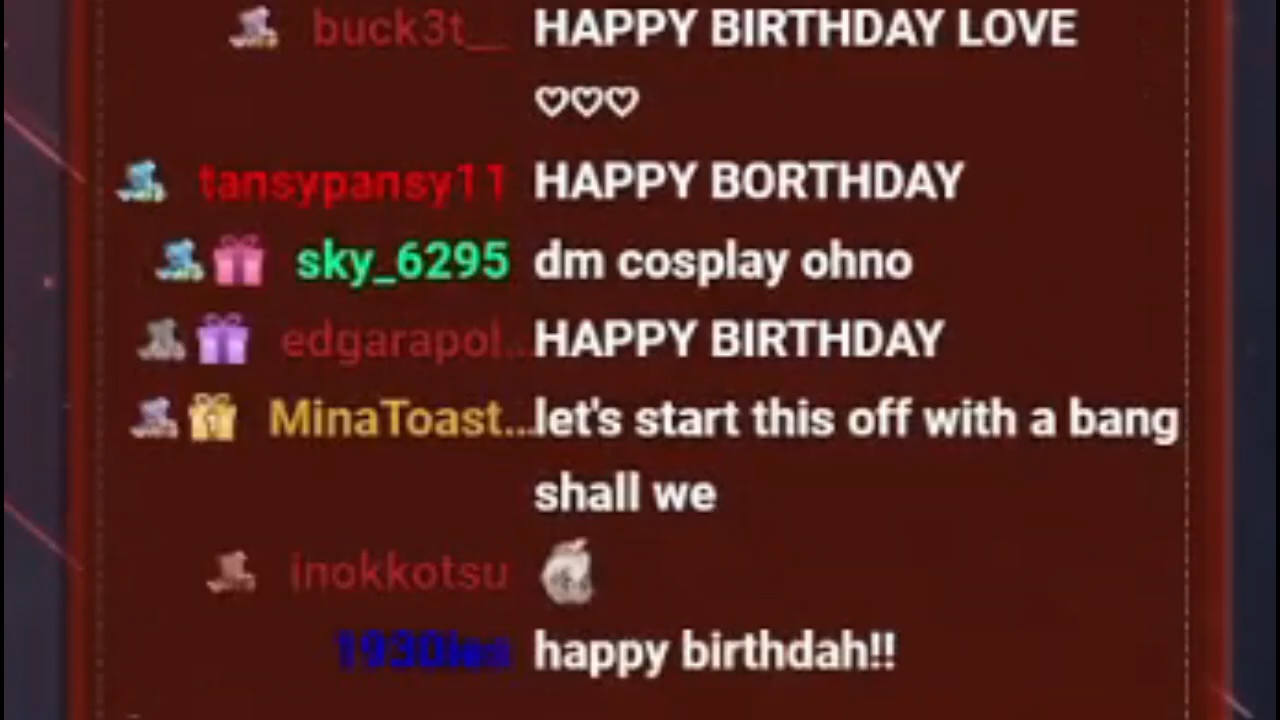 buck3t__ HAPPY BIRTHDAY LOVE
♡♡♡
tansypansy11 HAPPY BORTHDAY
sky_6295 dm cosplay ohno
edgarapol... HAPPY BIRTHDAY
MinaToast... let's start this off with a bang
shall we
inokkotsu
1930les happy birthdah!!